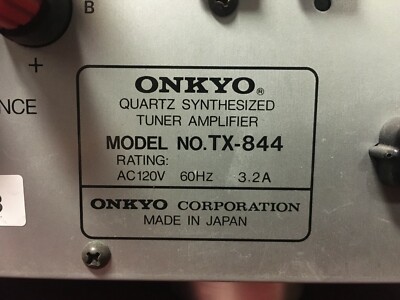 B
+
NCE
ONKYO®
QUARTZ SYNTHESIZED
TUNER AMPLIFIER
MODEL NO. TX-844
RATING:
AC120V 60Hz 3.2A
ONKYO CORPORATION
MADE IN JAPAN